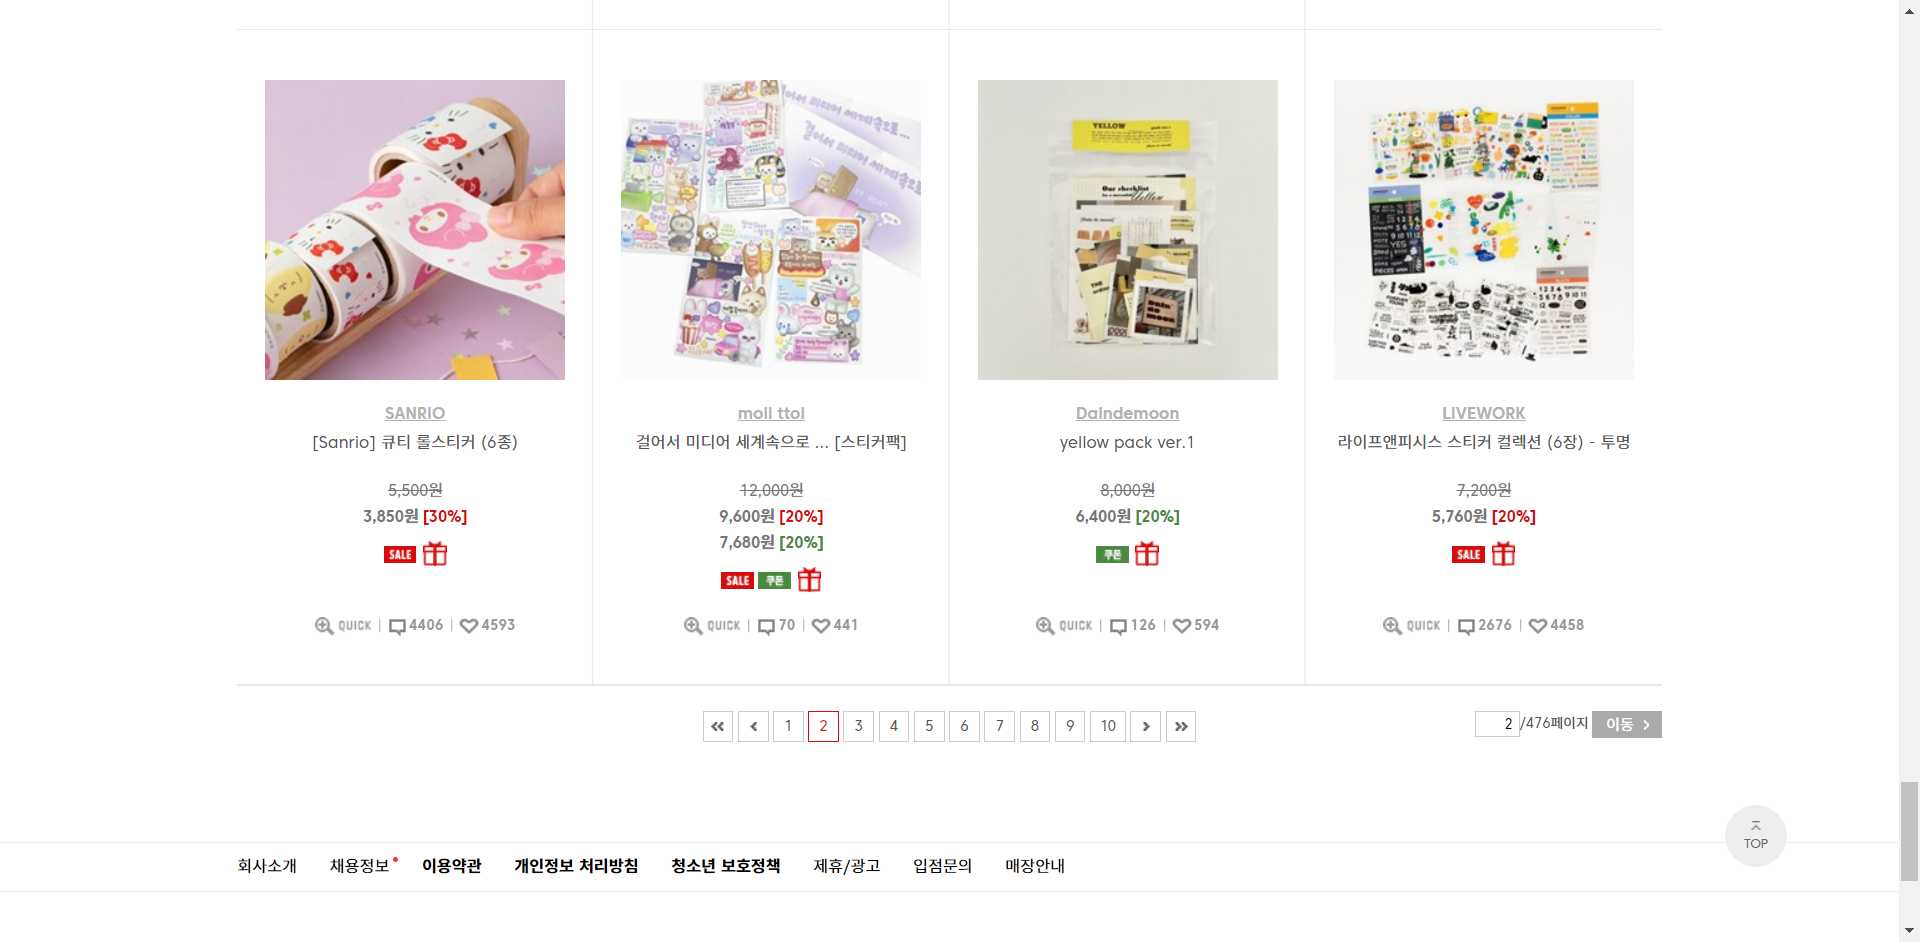 SANRIO
[Sanrio] 큐티 롤스티커 (6종)
5,500원
3,850원 [30%]
SALE
QUICK 4406 4593
moll ttol
걸어서 미디어 세계속으로 ... [스티커팩]
12,000원
9,600원 [20%]
7,680원 [20%]
SALE 쿠폰
QUICK 70 441
YELLOW
Our checklist
Yellow
Daindemoon
yellow pack ver.1
8,000원
6,400원 [20%]
쿠폰
QUICK 126 594
LIVEWORK
라이프앤피시스 스티커 컬렉션 (6장) - 투명
7,200원
5,760원 [20%]
SALE
QUICK 2676 4458
1 2 3 4 5 6 7 8 9 10
2 /476페이지 이동
TOP
회사소개 채용정보 이용약관 개인정보 처리방침 청소년 보호정책 제휴/광고 입점문의 매장안내